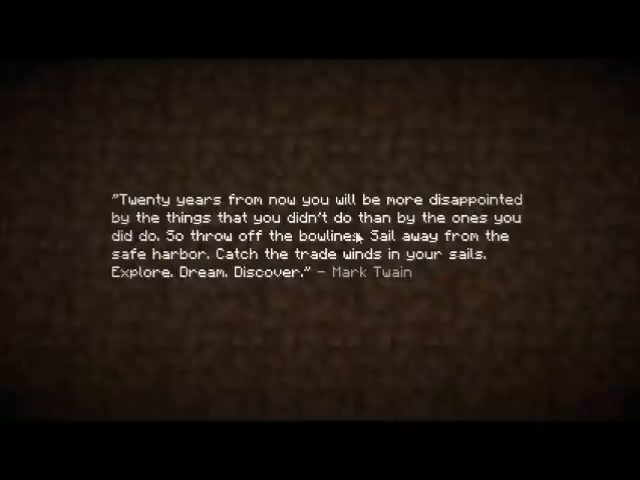 "Twenty years from now you will be more disappointed
by the things that you didn't do than by the ones you
did do. So throw off the bowlines. Sail away from the
safe harbor. Catch the trade winds in your sails.
Explore. Dream. Discover." - Mark Twain